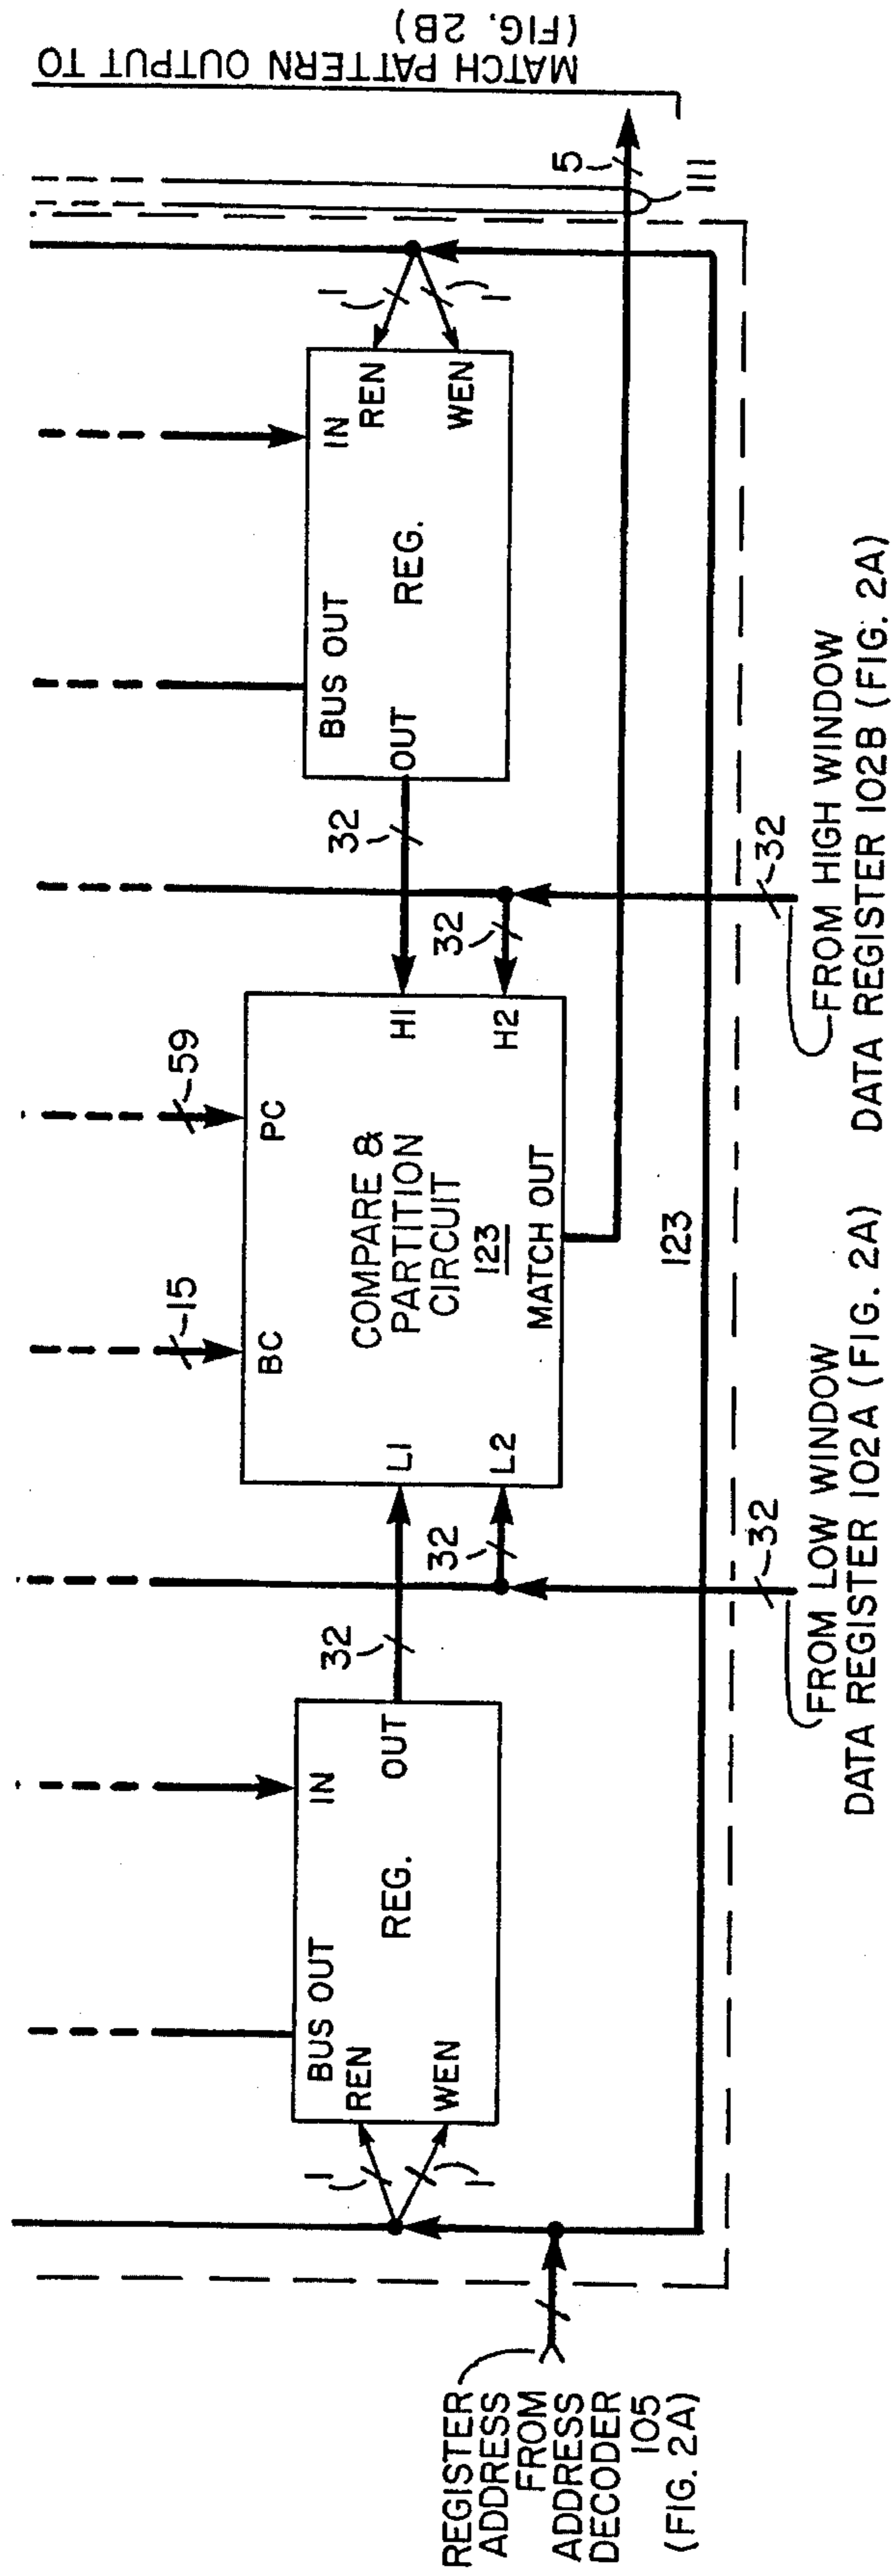 MATCH PATTERN OUTPUT TO
(FIG. 2B)
REGISTER
ADDRESS
FROM
ADDRESS
DECODER
105
(FIG. 2A)
1
1
BUS OUT
IN
REN
REG.
OUT
WEN
32
32
15
59
BC
PC
L1
COMPARE &
PARTITION
CIRCUIT
123
H1
L2
H2
MATCH OUT
32
32
BUS OUT
IN
OUT
REG.
REN
WEN
1
1
5
111
123
32
32
FROM LOW WINDOW
DATA REGISTER 102A (FIG. 2A)
FROM HIGH WINDOW
DATA REGISTER 102B (FIG. 2A)